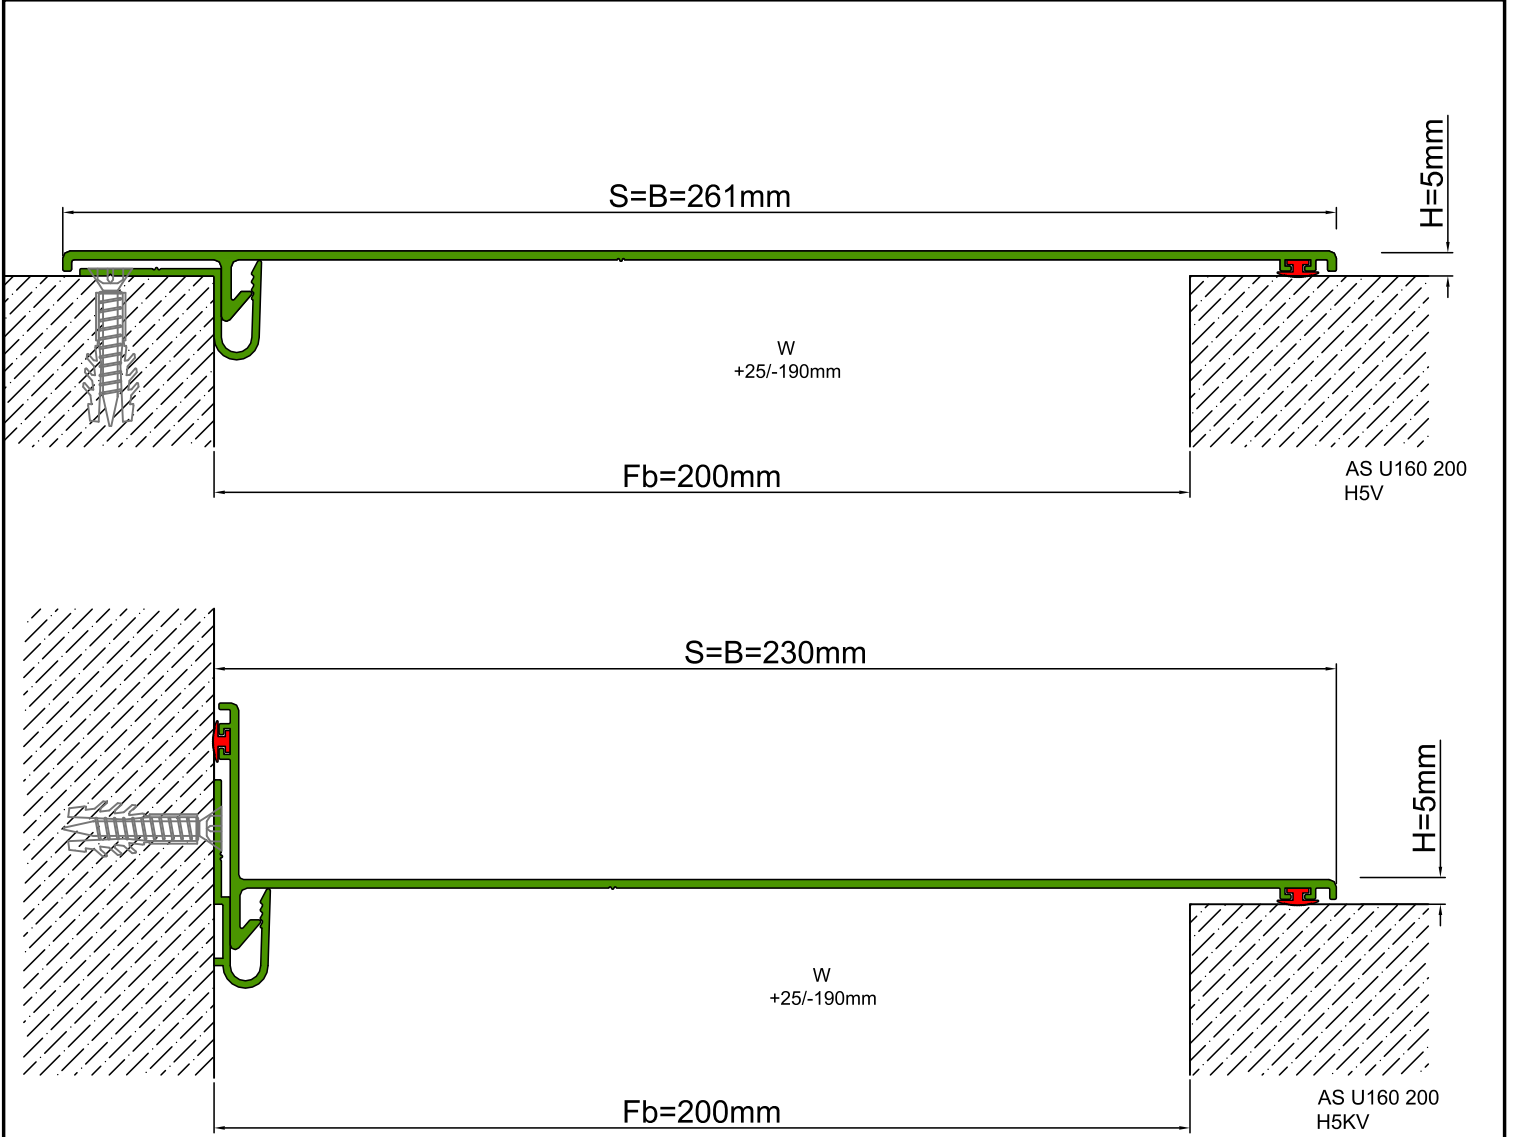 S=B=261mm
H=5mm
W
+25/-190mm
Fb=200mm
AS U160 200
H5V
S=B=230mm
H=5mm
W
+25/-190mm
Fb=200mm
AS U160 200
H5KV